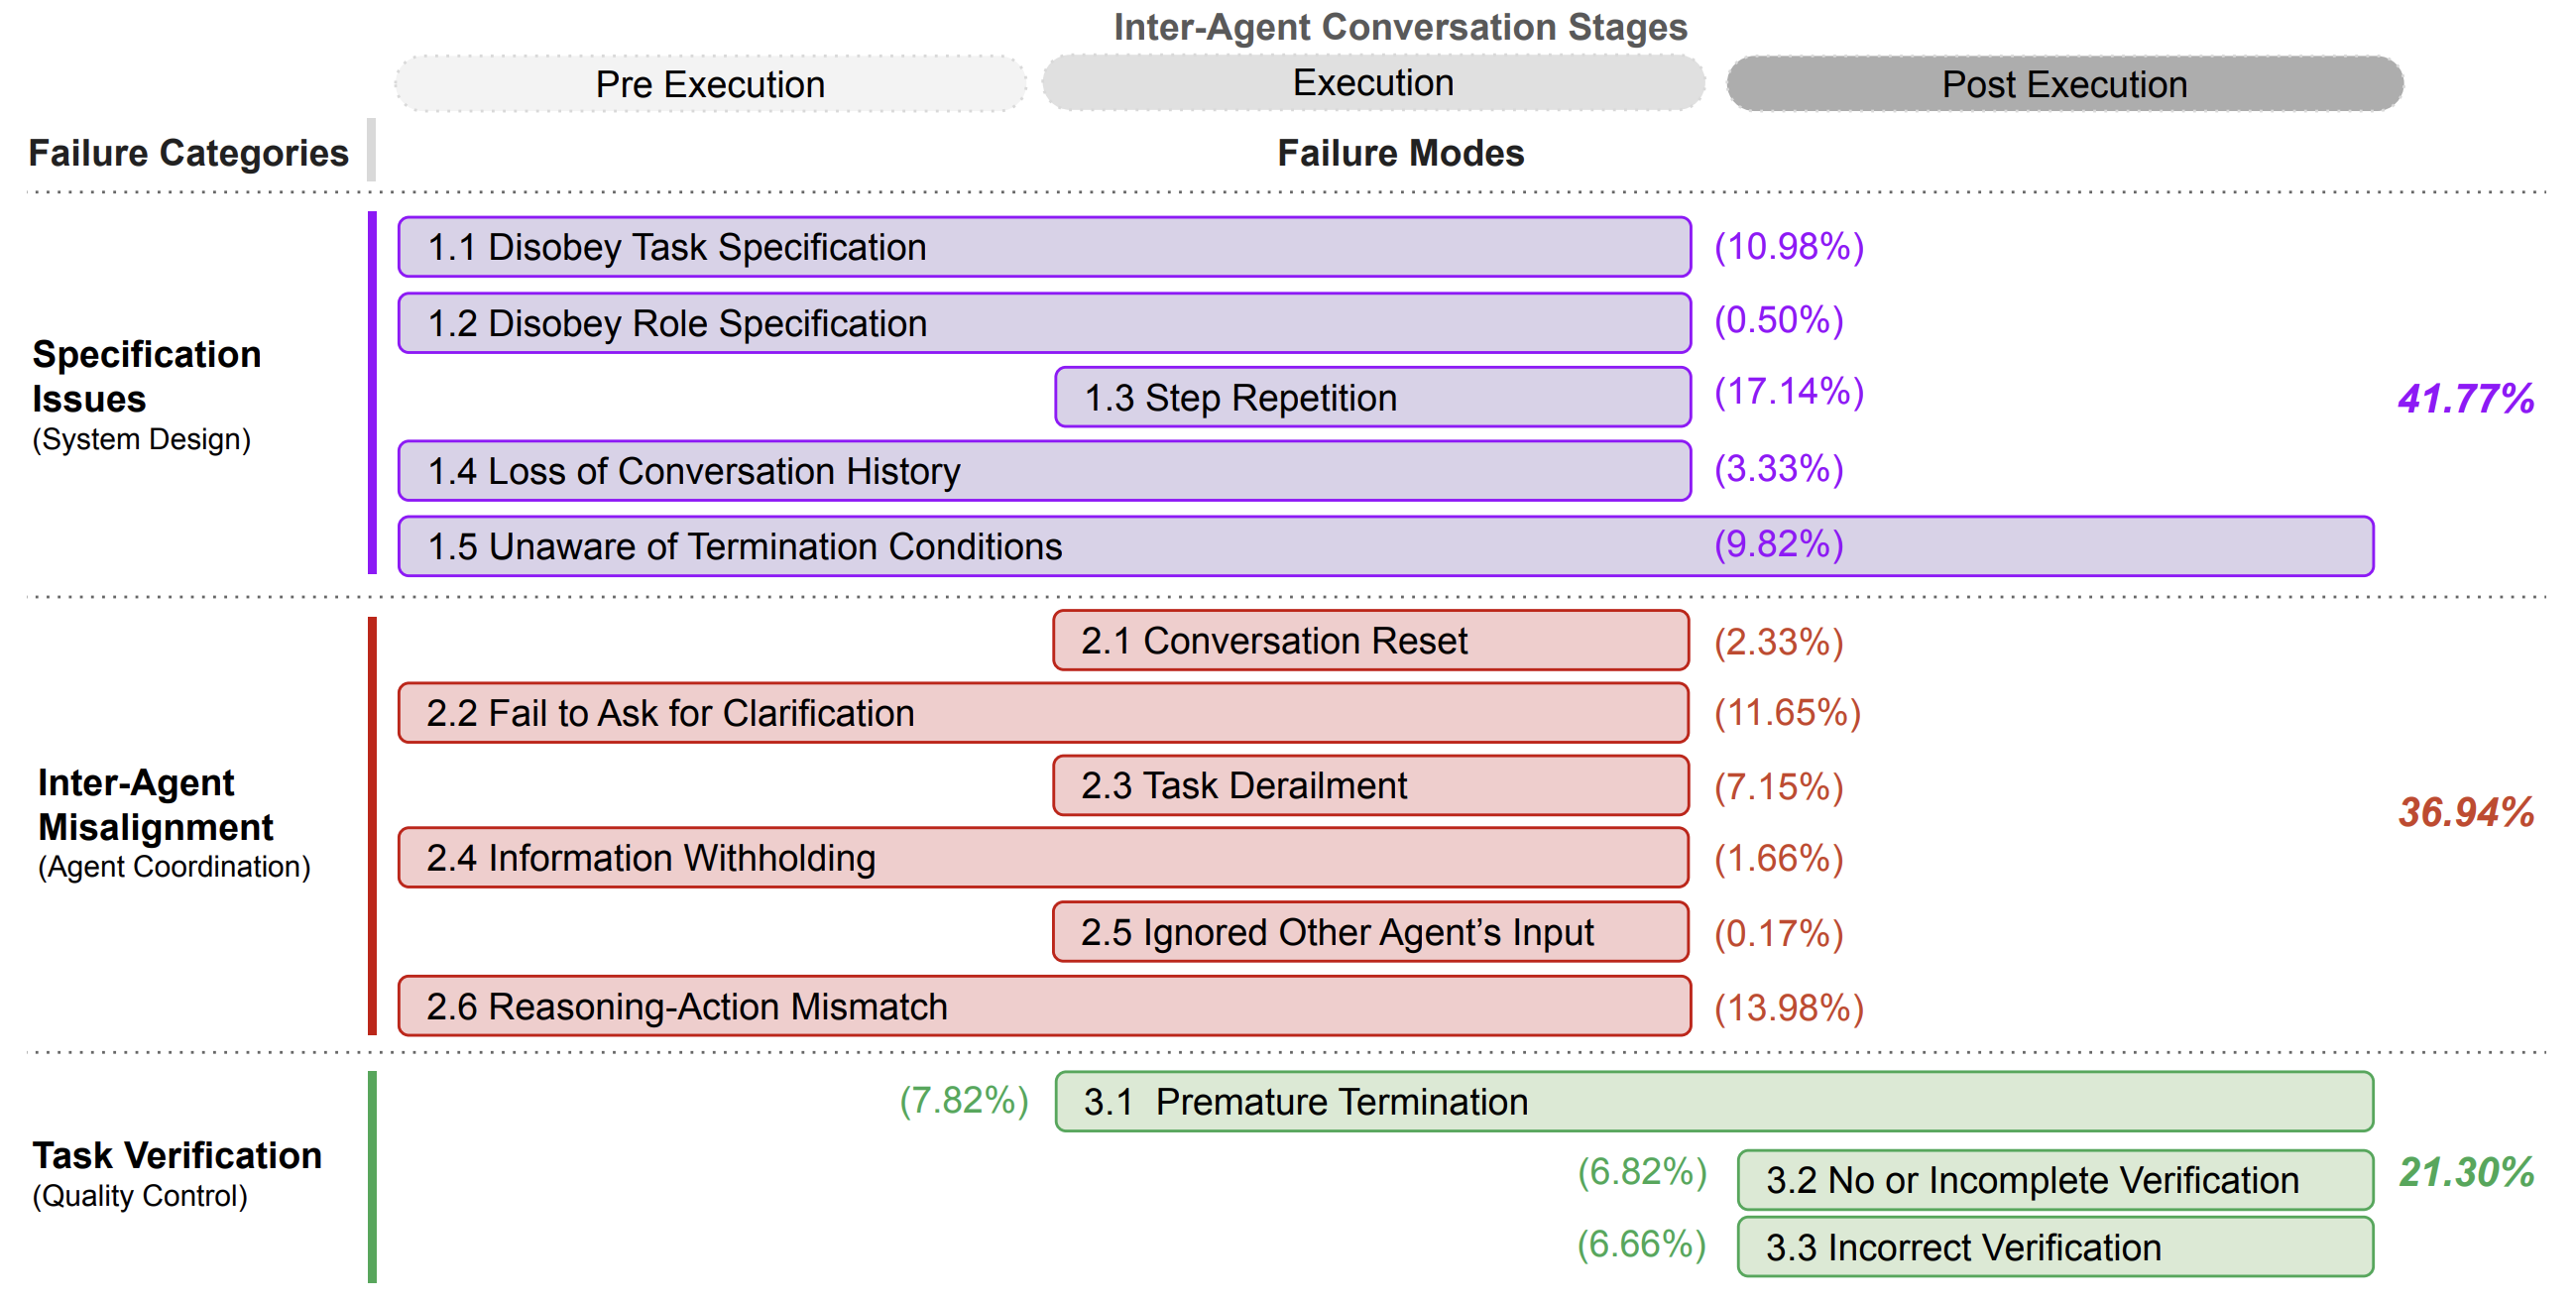 Inter-Agent Conversation Stages
Pre Execution
Execution
Post Execution
Failure Categories
Failure Modes
Specification
Issues
(System Design)
1.1 Disobey Task Specification
(10.98%)
1.2 Disobey Role Specification
(0.50%)
1.3 Step Repetition
(17.14%)
1.4 Loss of Conversation History
(3.33%)
1.5 Unaware of Termination Conditions
(9.82%)
41.77%
Inter-Agent
Misalignment
(Agent Coordination)
2.1 Conversation Reset
(2.33%)
2.2 Fail to Ask for Clarification
(11.65%)
2.3 Task Derailment
(7.15%)
2.4 Information Withholding
(1.66%)
2.5 Ignored Other Agent’s Input
(0.17%)
2.6 Reasoning-Action Mismatch
(13.98%)
36.94%
Task Verification
(Quality Control)
(7.82%)
3.1 Premature Termination
(6.82%)
3.2 No or Incomplete Verification
(6.66%)
3.3 Incorrect Verification
21.30%